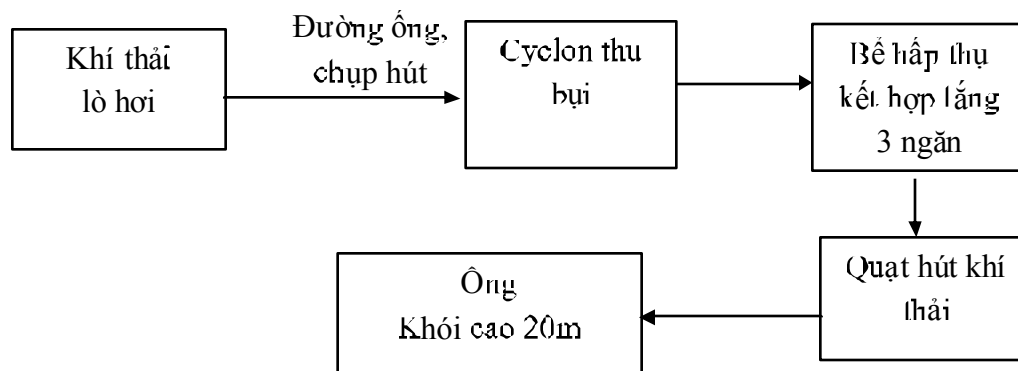 Khí thải
lò hơi
Đường ống,
chụp hút
Cyclon thu
bụi
Bể hấp thụ
kết hợp lắng
3 ngăn
Quạt hút khí
thải
Ông
Khói cao 20m